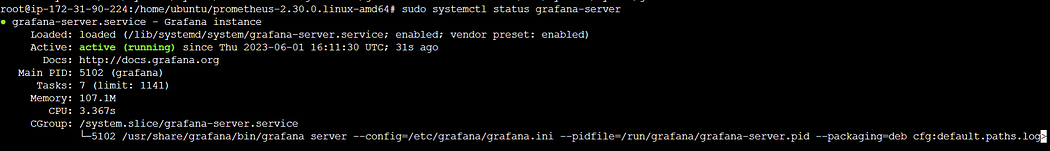 root@ip-172-31-90-224:/home/ubuntu/prometheus-2.30.0.linux-amd64# sudo systemctl status grafana-server
● grafana-server.service - Grafana instance
Loaded: loaded (/lib/systemd/system/grafana-server.service; enabled; vendor preset: enabled)
Active: active (running) since Thu 2023-06-01 16:11:30 UTC; 31s ago
Docs: http://docs.grafana.org
Main PID: 5102 (grafana)
Tasks: 7 (limit: 1141)
Memory: 107.1M
CPU: 3.367s
CGroup: /system.slice/grafana-server.service
└─5102 /usr/share/grafana/bin/grafana server --config=/etc/grafana/grafana.ini --pidfile=/run/grafana/grafana-server.pid --packaging=deb cfg:default.paths.log>